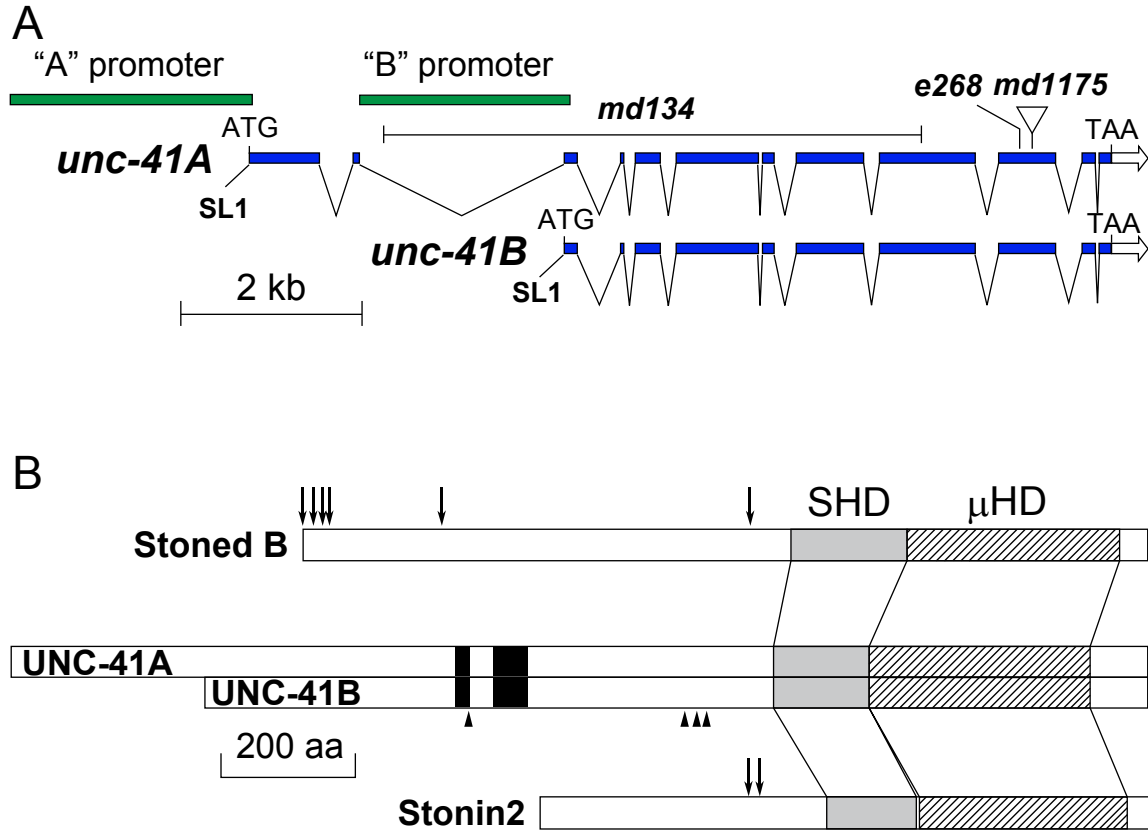 A
“A” promoter
“B” promoter
md134
e268 md1175
ATG
TAA
unc-41A
SL1
ATG
TAA
unc-41B
SL1
2 kb
B
SHD
μHD
Stoned B
UNC-41A
UNC-41B
200 aa
Stonin2